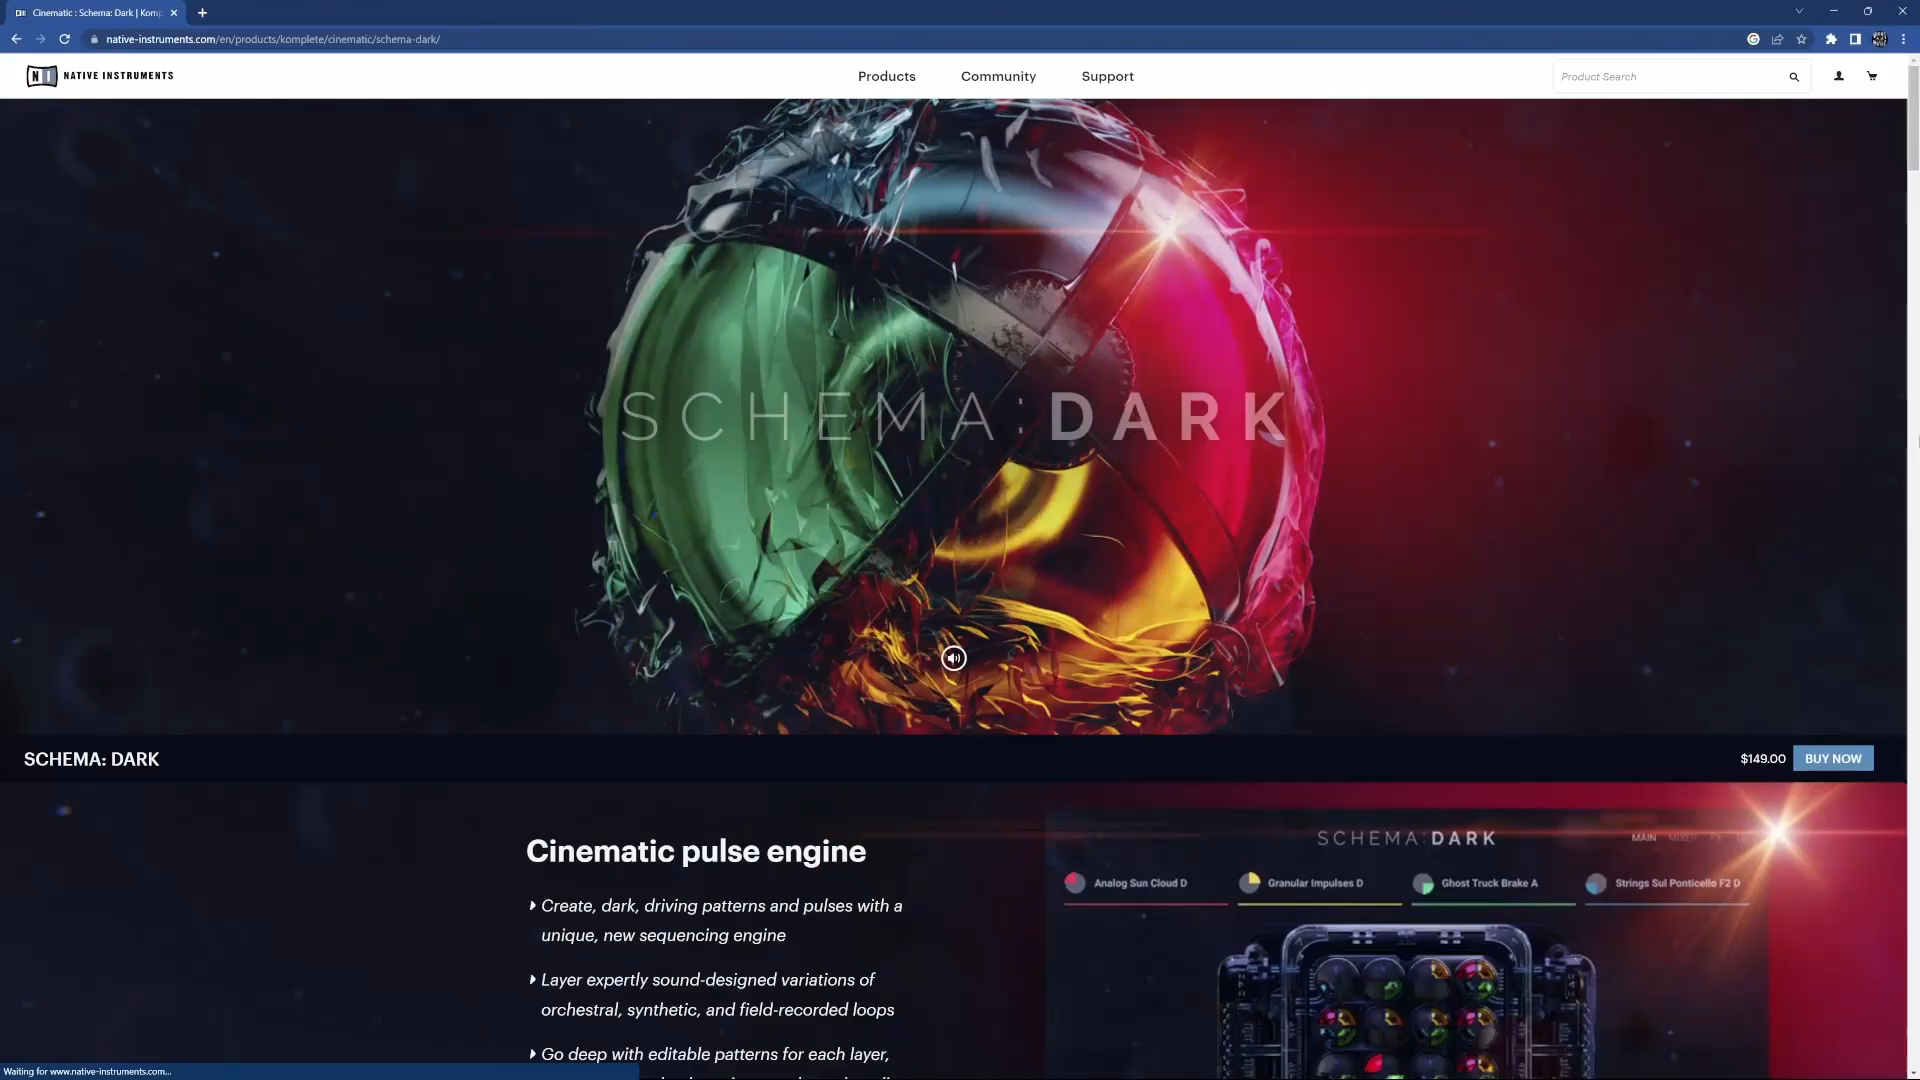 Cinematic : Schema: Dark | Komp
native-instruments.com/en/products/komplete/cinematic/schema-dark/
NATIVE INSTRUMENTS
Products
Community
Support
Product Search
SCHEMA:DARK
SCHEMA: DARK
$149.00
BUY NOW
Cinematic pulse engine
Create, dark, driving patterns and pulses with a
unique, new sequencing engine
Layer expertly sound-designed variations of
orchestral, synthetic, and field-recorded loops
Go deep with editable patterns for each layer,
SCHEMA:DARK
MAIN
MIXER
Analog Sun Cloud D
Granular Impulses D
Ghost Truck Brake A
Strings Sul Ponticello F2 D
Waiting for www.native-instruments.com...